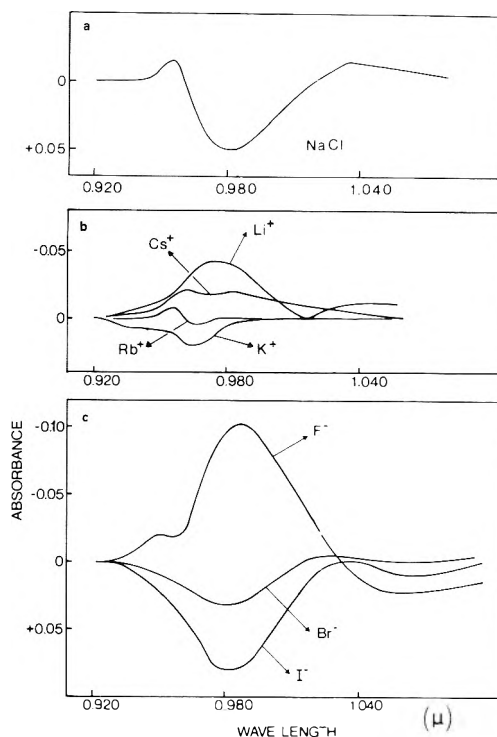 a
0
+0.05
NaCl
0.920
0.980
1.040
b
-0.05
Li+
Cs+
0
Rb+
K+
0.920
0.980
1.040
c
-0.10
F-
-0.05
0
Br-
+0.05
I-
0.920
0.980
1.040
ABSORBANCE
WAVE LENGTH
(μ)